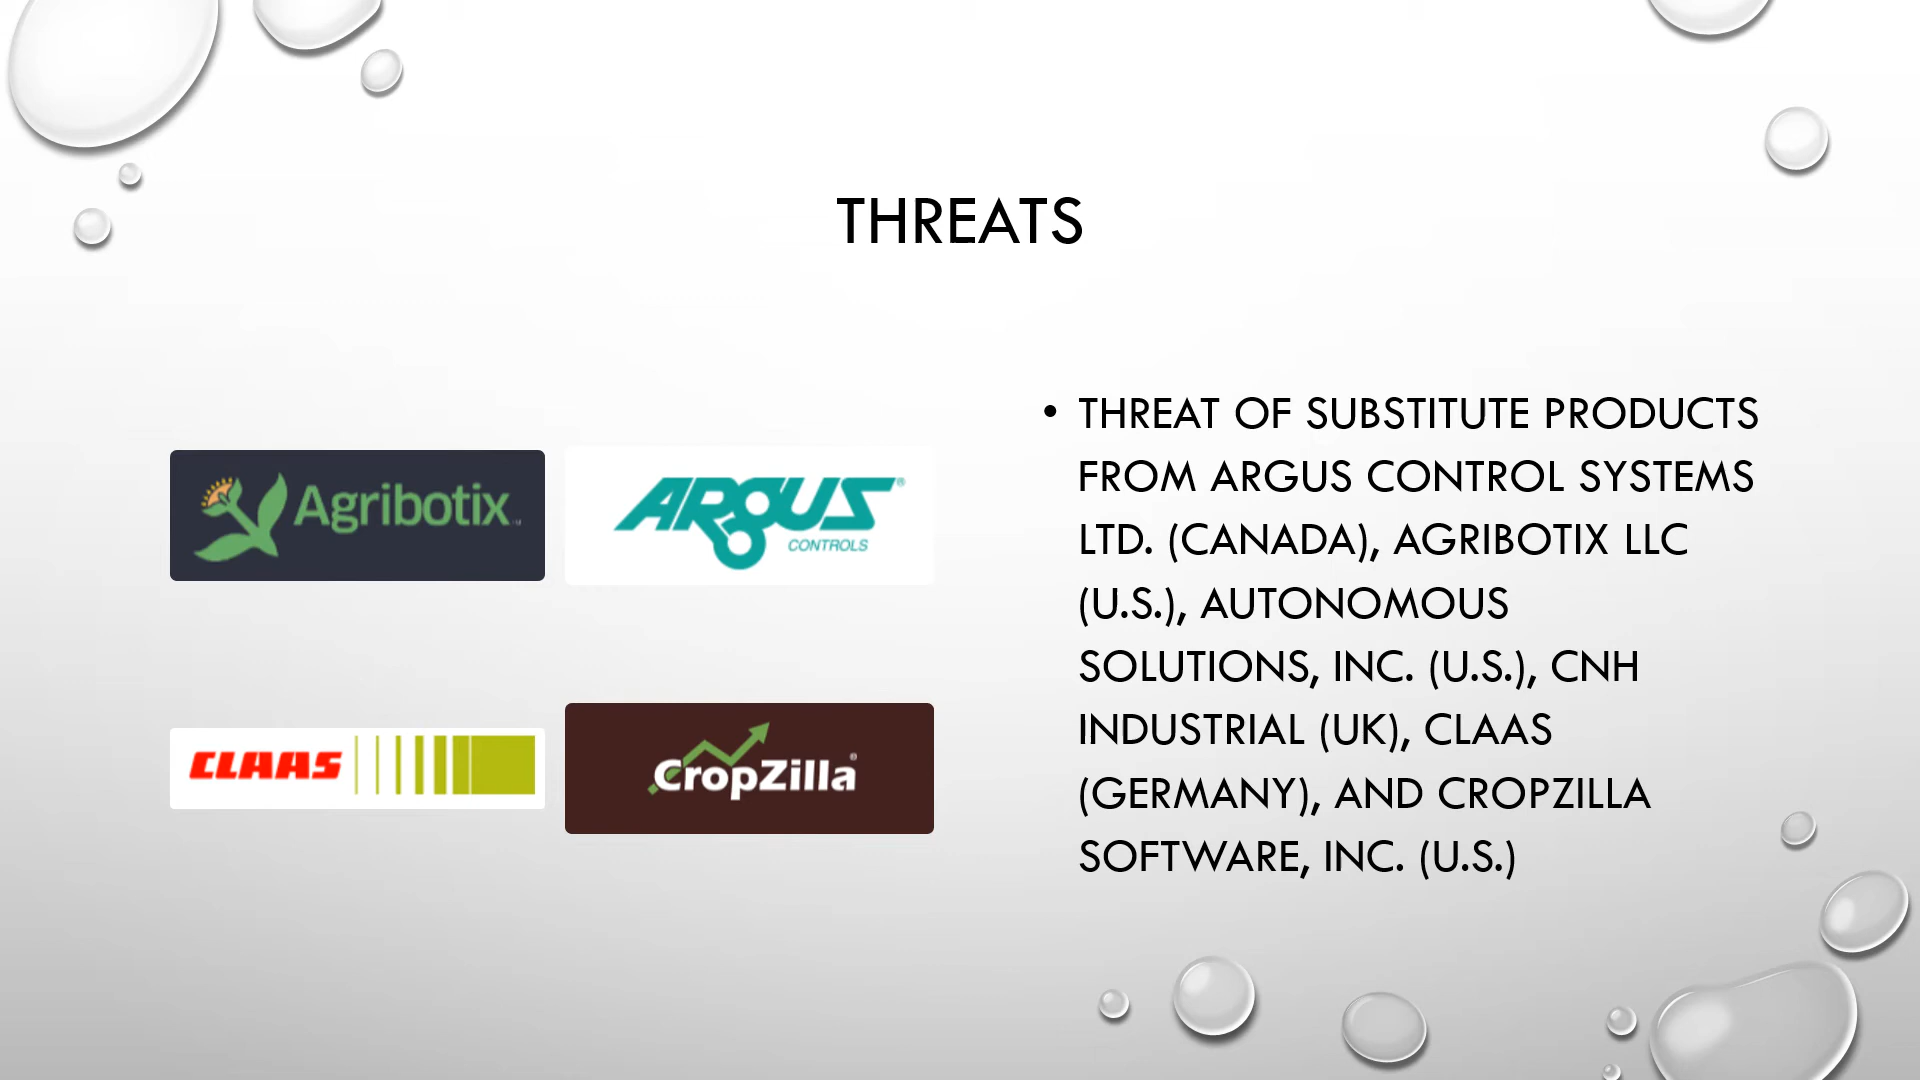 THREATS
Agribotix
ARGUS®
CONTROLS
CLAAS
CropZilla®
• THREAT OF SUBSTITUTE PRODUCTS
FROM ARGUS CONTROL SYSTEMS
LTD. (CANADA), AGRIBOTIX LLC
(U.S.), AUTONOMOUS
SOLUTIONS, INC. (U.S.), CNH
INDUSTRIAL (UK), CLAAS
(GERMANY), AND CROPZILLA
SOFTWARE, INC. (U.S.)